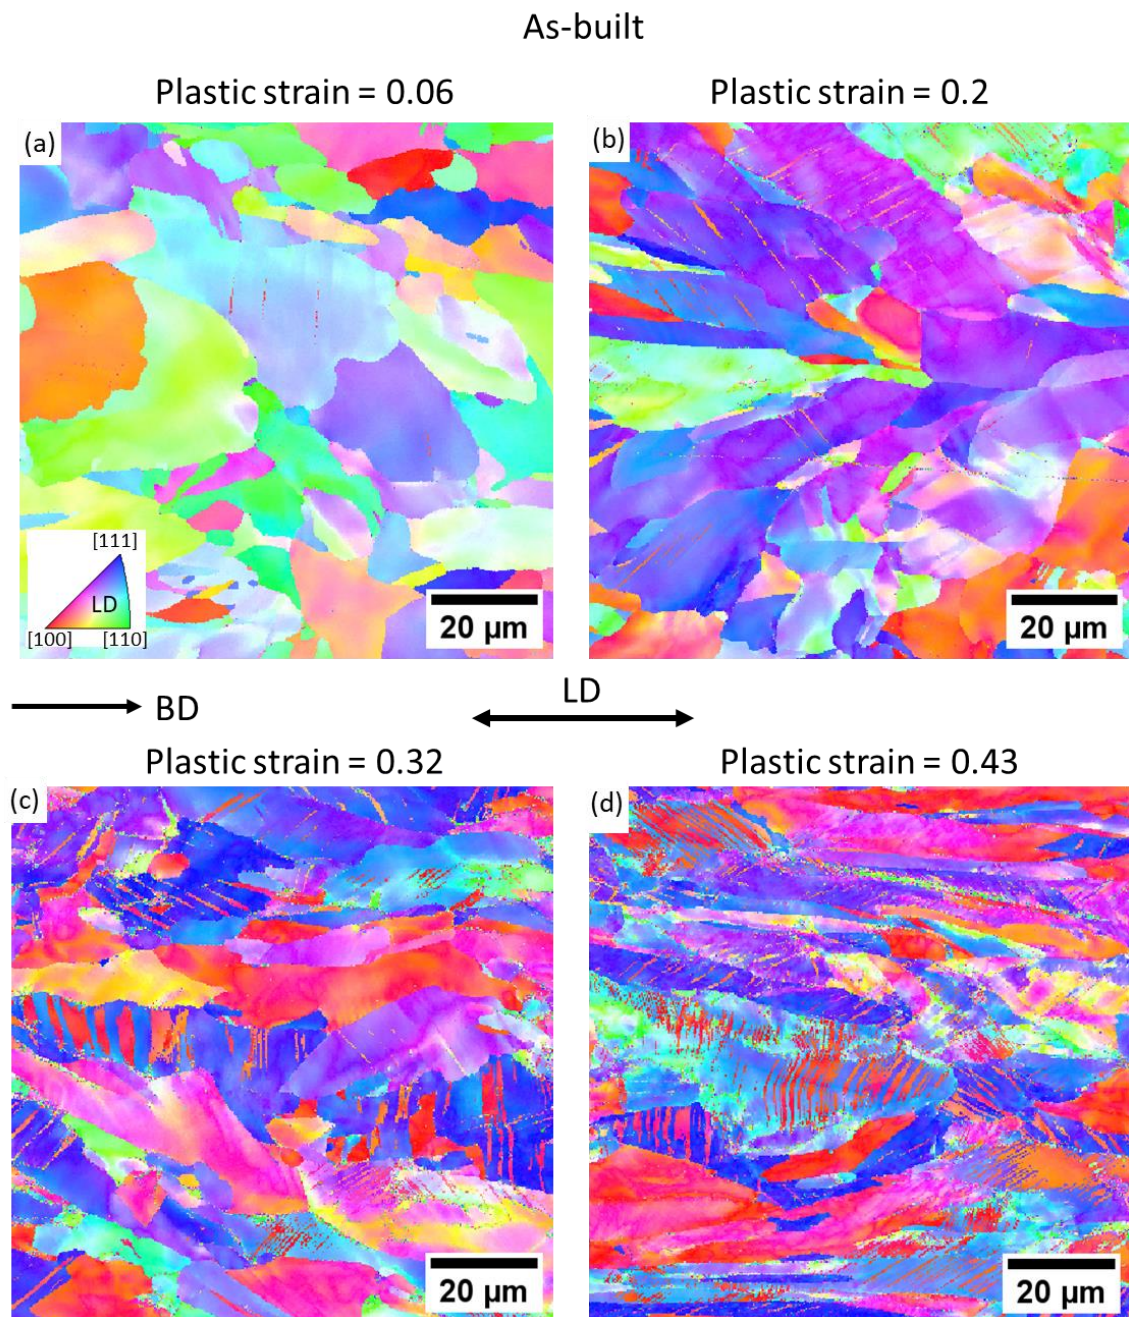 As-built
Plastic strain = 0.06
Plastic strain = 0.2
(a)
(b)
[111]
LD
[100]
[110]
20 µm
20 µm
BD
LD
Plastic strain = 0.32
Plastic strain = 0.43
(c)
(d)
20 µm
20 µm